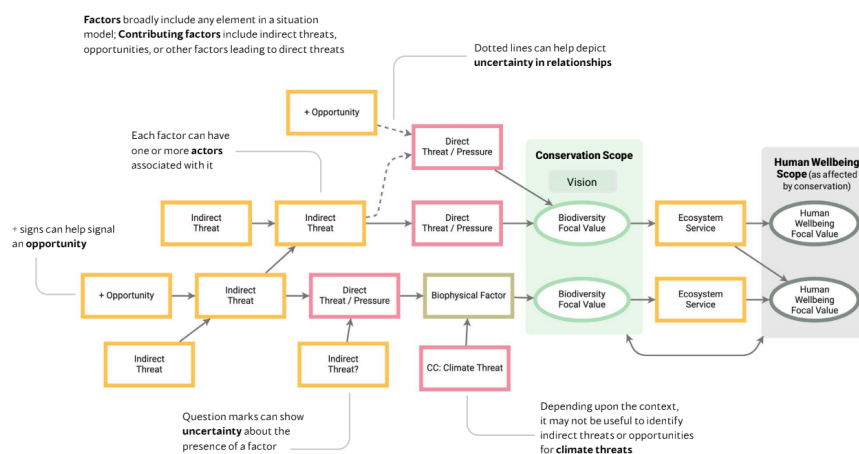 Factors broadly include any element in a situation
model; Contributing factors include indirect threats,
opportunities, or other factors leading to direct threats
Dotted lines can help depict
uncertainty in relationships
+ Opportunity
Each factor can have
one or more actors
associated with it
Direct
Threat / Pressure
Conservation Scope
Vision
Human Wellbeing
Scope (as affected
by conservation)
Indirect
Threat
Indirect
Threat
Direct
Threat / Pressure
Biodiversity
Focal Value
Ecosystem
Service
Human
Wellbeing
Focal Value
+ signs can help signal
an opportunity
+ Opportunity
Indirect
Threat
Direct
Threat / Pressure
Biophysical Factor
Biodiversity
Focal Value
Ecosystem
Service
Human
Wellbeing
Focal Value
Indirect
Threat
Indirect
Threat?
CC: Climate Threat
Question marks can show
uncertainty about the
presence of a factor
Depending upon the context,
it may not be useful to identify
indirect threats or opportunities
for climate threats